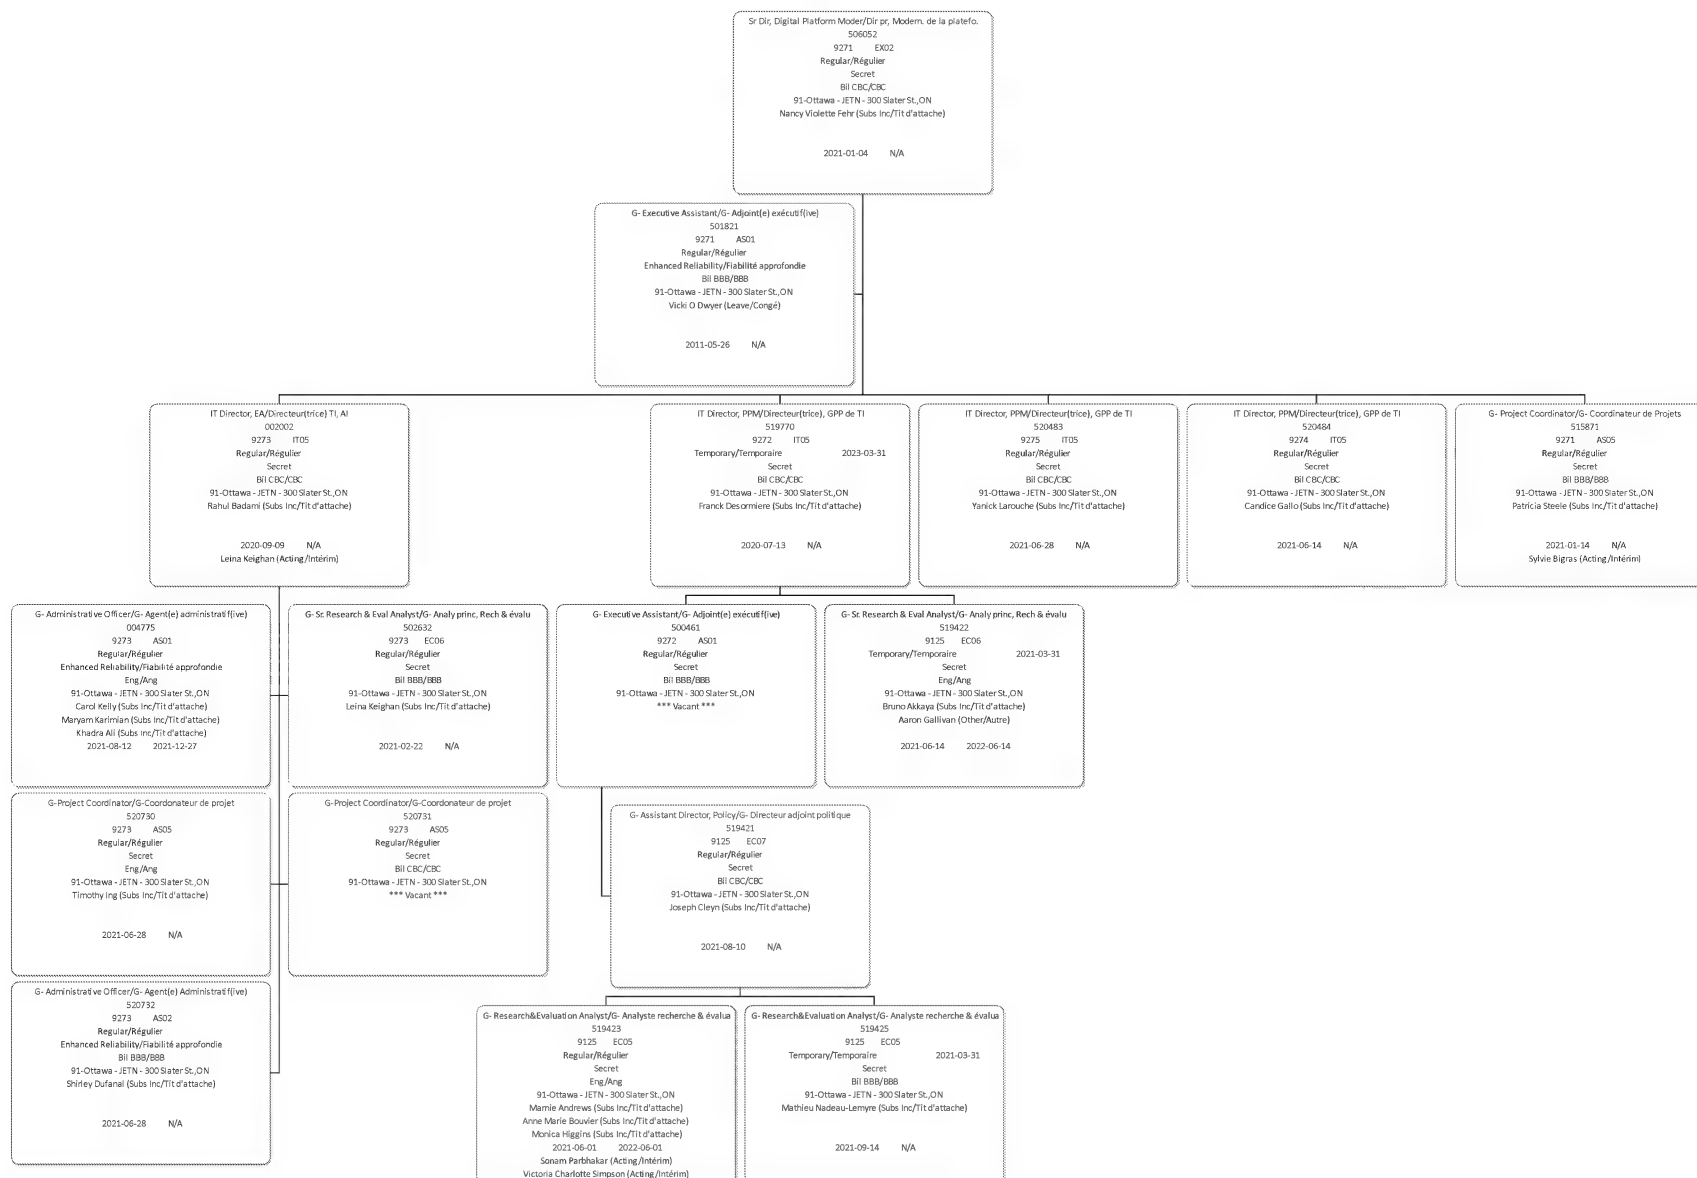 Sr Dir, Digital Platform Moder/Dir pr, Modern. de la platefo.
506052
9271 EX02
Regular/Régulier
Secret
Bil CBC/CBC
91-Ottawa - JETN - 300 Slater St.,ON
Nancy Violette Fehr (Subs Inc/Tit d'attache)
2021-01-04 N/A
G- Executive Assistant/G- Adjoint(e) exécutif(ive)
501821
9271 AS01
Regular/Régulier
Enhanced Reliability/Fiabilité approfondie
Bil BBB/BBB
91-Ottawa - JETN - 300 Slater St.,ON
Vicki O Dwyer (Leave/Congé)
2011-05-26 N/A
IT Director, EA/Directeur(trice) TI, AI
002002
9273 IT05
Regular/Régulier
Secret
Bil CBC/CBC
91-Ottawa - JETN - 300 Slater St.,ON
Rahul Badami (Subs Inc/Tit d'attache)
2020-09-09 N/A
Leina Keighan (Acting/Intérim)
IT Director, PPM/Directeur(trice), GPP de TI
519770
9272 IT05
Temporary/Temporaire 2023-03-31
Secret
Bil CBC/CBC
91-Ottawa - JETN - 300 Slater St.,ON
Franck Desormiere (Subs Inc/Tit d'attache)
2020-07-13 N/A
IT Director, PPM/Directeur(trice), GPP de TI
520483
9275 IT05
Regular/Régulier
Secret
Bil CBC/CBC
91-Ottawa - JETN - 300 Slater St.,ON
Yanick Larouche (Subs Inc/Tit d'attache)
2021-06-28 N/A
IT Director, PPM/Directeur(trice), GPP de TI
520484
9274 IT05
Regular/Régulier
Secret
Bil CBC/CBC
91-Ottawa - JETN - 300 Slater St.,ON
Candice Gallo (Subs Inc/Tit d'attache)
2021-06-14 N/A
G- Project Coordinator/G- Coordinateur de Projets
515871
9271 AS05
Regular/Régulier
Secret
Bil BBB/BBB
91-Ottawa - JETN - 300 Slater St.,ON
Patricia Steele (Subs Inc/Tit d'attache)
2021-01-14 N/A
Sylvie Bigras (Acting/Intérim)
G- Administrative Officer/G- Agent(e) administratif(ive)
004775
9273 AS01
Regular/Régulier
Enhanced Reliability/Fiabilité approfondie
Eng/Ang
91-Ottawa - JETN - 300 Slater St.,ON
Carol Kelly (Subs Inc/Tit d'attache)
Maryam Karimian (Subs Inc/Tit d'attache)
Khadra Ali (Subs Inc/Tit d'attache)
2021-08-12 2021-12-27
G- Sr Research & Eval Analyst/G- Analy princ, Rech & évalu
502632
9273 EC06
Regular/Régulier
Secret
Bil BBB/BBB
91-Ottawa - JETN - 300 Slater St.,ON
Leina Keighan (Subs Inc/Tit d'attache)
2021-02-22 N/A
G- Executive Assistant/G- Adjoint(e) exécutif(ive)
500461
9272 AS01
Regular/Régulier
Secret
Bil BBB/BBB
91-Ottawa - JETN - 300 Slater St.,ON
*** Vacant ***
G- Sr Research & Eval Analyst/G- Analy princ, Rech & évalu
519422
9125 EC06
Temporary/Temporaire 2021-03-31
Secret
Eng/Ang
91-Ottawa - JETN - 300 Slater St.,ON
Bruno Akkaya (Subs Inc/Tit d'attache)
Aaron Gallivan (Other/Autre)
2021-06-14 2022-06-14
G-Project Coordinator/G-Coordonateur de projet
520730
9273 AS05
Regular/Régulier
Secret
Eng/Ang
91-Ottawa - JETN - 300 Slater St.,ON
Timothy Ing (Subs Inc/Tit d'attache)
2021-06-28 N/A
G-Project Coordinator/G-Coordonateur de projet
520731
9273 AS05
Regular/Régulier
Secret
Bil CBC/CBC
91-Ottawa - JETN - 300 Slater St.,ON
*** Vacant ***
G- Assistant Director, Policy/G- Directeur adjoint politique
519421
9125 EC07
Regular/Régulier
Secret
Bil CBC/CBC
91-Ottawa - JETN - 300 Slater St.,ON
Joseph Cleyn (Subs Inc/Tit d'attache)
2021-08-10 N/A
G- Administrative Officer/G- Agent(e) Administratif(ive)
520732
9273 AS02
Regular/Régulier
Enhanced Reliability/Fiabilité approfondie
Bil BBB/BBB
91-Ottawa - JETN - 300 Slater St.,ON
Shirley Dufanal (Subs Inc/Tit d'attache)
2021-06-28 N/A
G- Research&Evaluation Analyst/G- Analyste recherche & évalua
519423
9125 EC05
Regular/Régulier
Secret
Eng/Ang
91-Ottawa - JETN - 300 Slater St.,ON
Marnie Andrews (Subs Inc/Tit d'attache)
Anne Marie Bouvier (Subs Inc/Tit d'attache)
Monica Higgins (Subs Inc/Tit d'attache)
2021-06-01 2022-06-01
Sonam Parbhakar (Acting/Intérim)
Victoria Charlotte Simpson (Acting/Intérim)
G- Research&Evaluation Analyst/G- Analyste recherche & évalua
519425
9125 EC05
Temporary/Temporaire 2021-03-31
Secret
Bil BBB/BBB
91-Ottawa - JETN - 300 Slater St.,ON
Mathieu Nadeau-Lemyre (Subs Inc/Tit d'attache)
2021-09-14 N/A